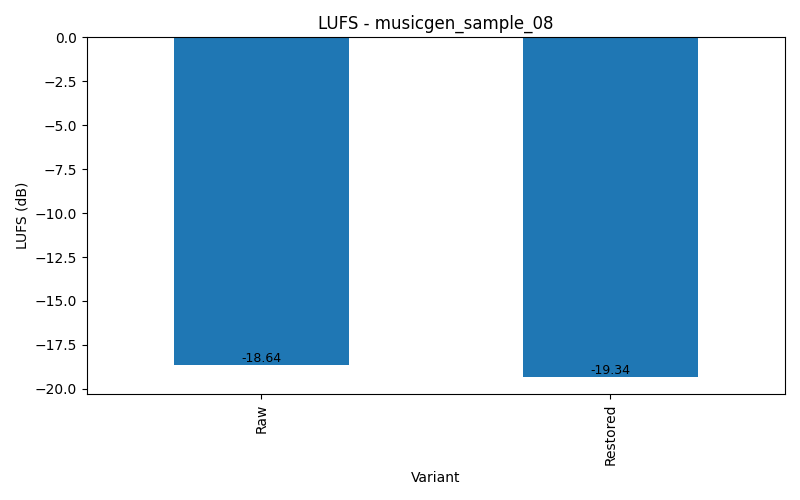 LUFS - musicgen_sample_08
LUFS (dB)
0.0
−2.5
−5.0
−7.5
−10.0
−12.5
−15.0
−17.5
−20.0
-18.64
-19.34
Raw
Restored
Variant